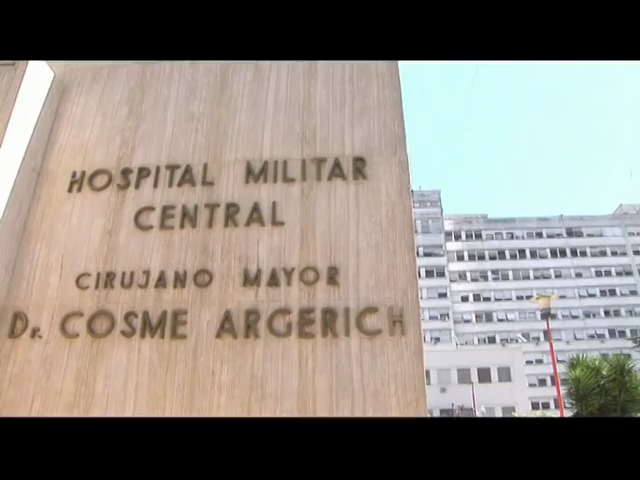 HOSPITAL MILITAR
CENTRAL
CIRUJANO MAYOR
Dr. COSME ARGERICH